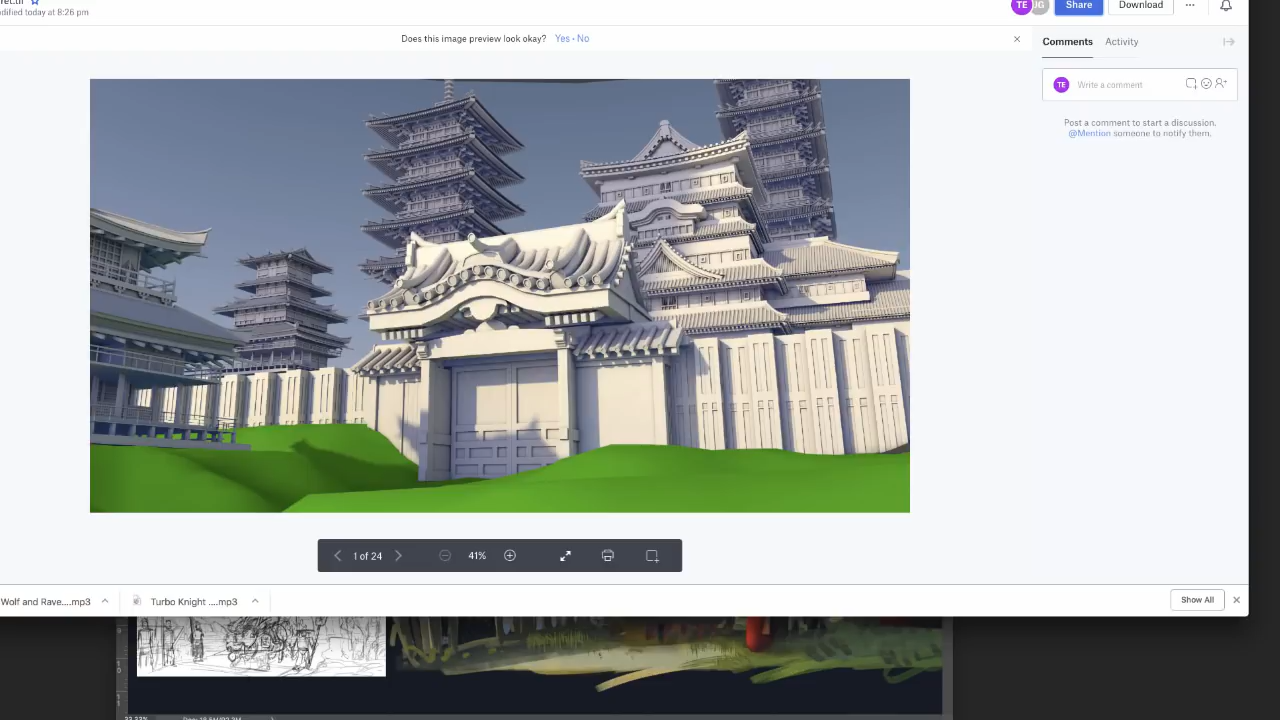 dified today at 8:26 pm
TE
JG
Share
Download
Does this image preview look okay? Yes · No
Comments
Activity
TE
Write a comment
Post a comment to start a discussion.
@Mention someone to notify them.
1 of 24
41%
Wolf and Rave....mp3
Turbo Knight ....mp3
Show All